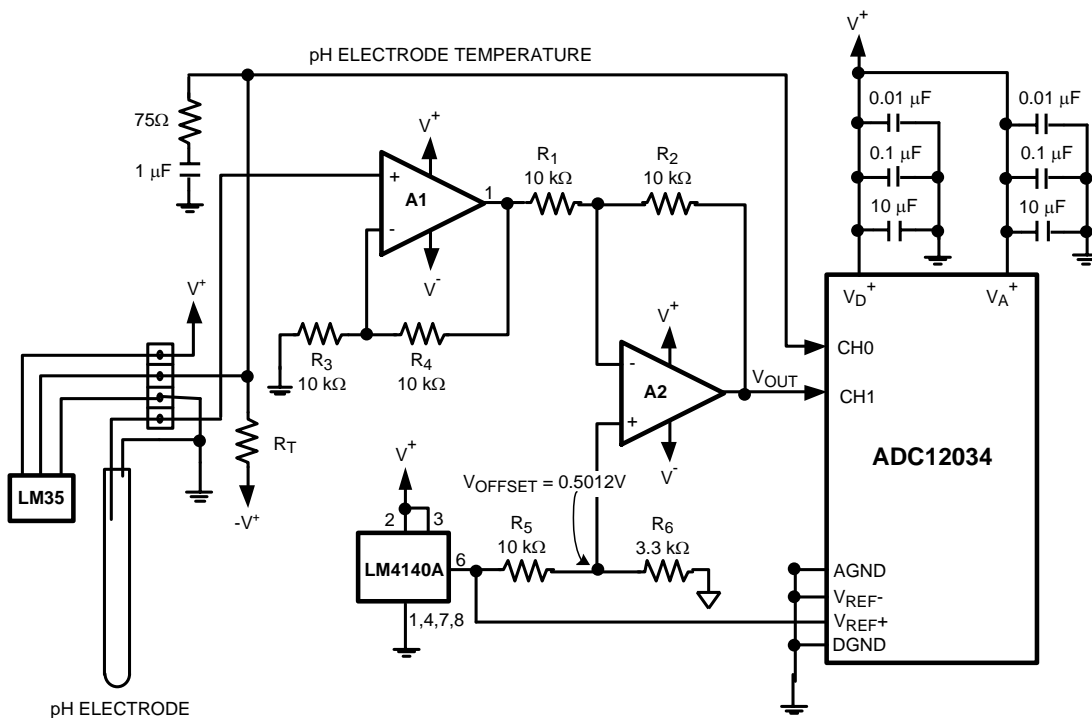 V+
pH ELECTRODE TEMPERATURE
0.01 μF
0.01 μF
75Ω
0.1 μF
0.1 μF
1 μF
10 μF
10 μF
V+
R1
10 kΩ
R2
10 kΩ
+
A1
1
-
V-
VD+
VA+
V+
R3
10 kΩ
R4
10 kΩ
V+
CH0
-
A2
+
VOUT
CH1
RT
LM35
-V+
V+
V-
ADC12034
VOFFSET = 0.5012V
2
3
R5
10 kΩ
R6
3.3 kΩ
LM4140A
6
AGND
VREF-
VREF+
DGND
1,4,7,8
pH ELECTRODE